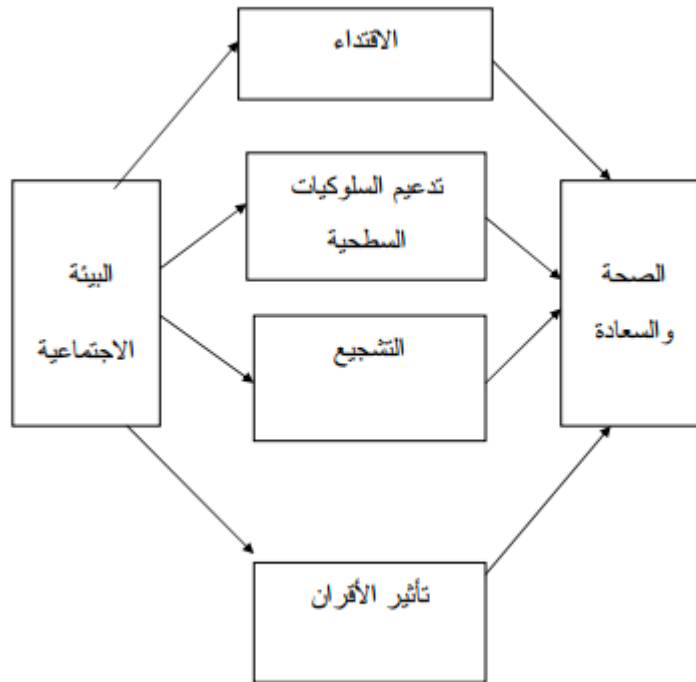 الاقتداء
تدعيم السلوكيات
السطحية
البيئة
الاجتماعية
الصحة
والسعادة
التشجيع
تأثير الأقران